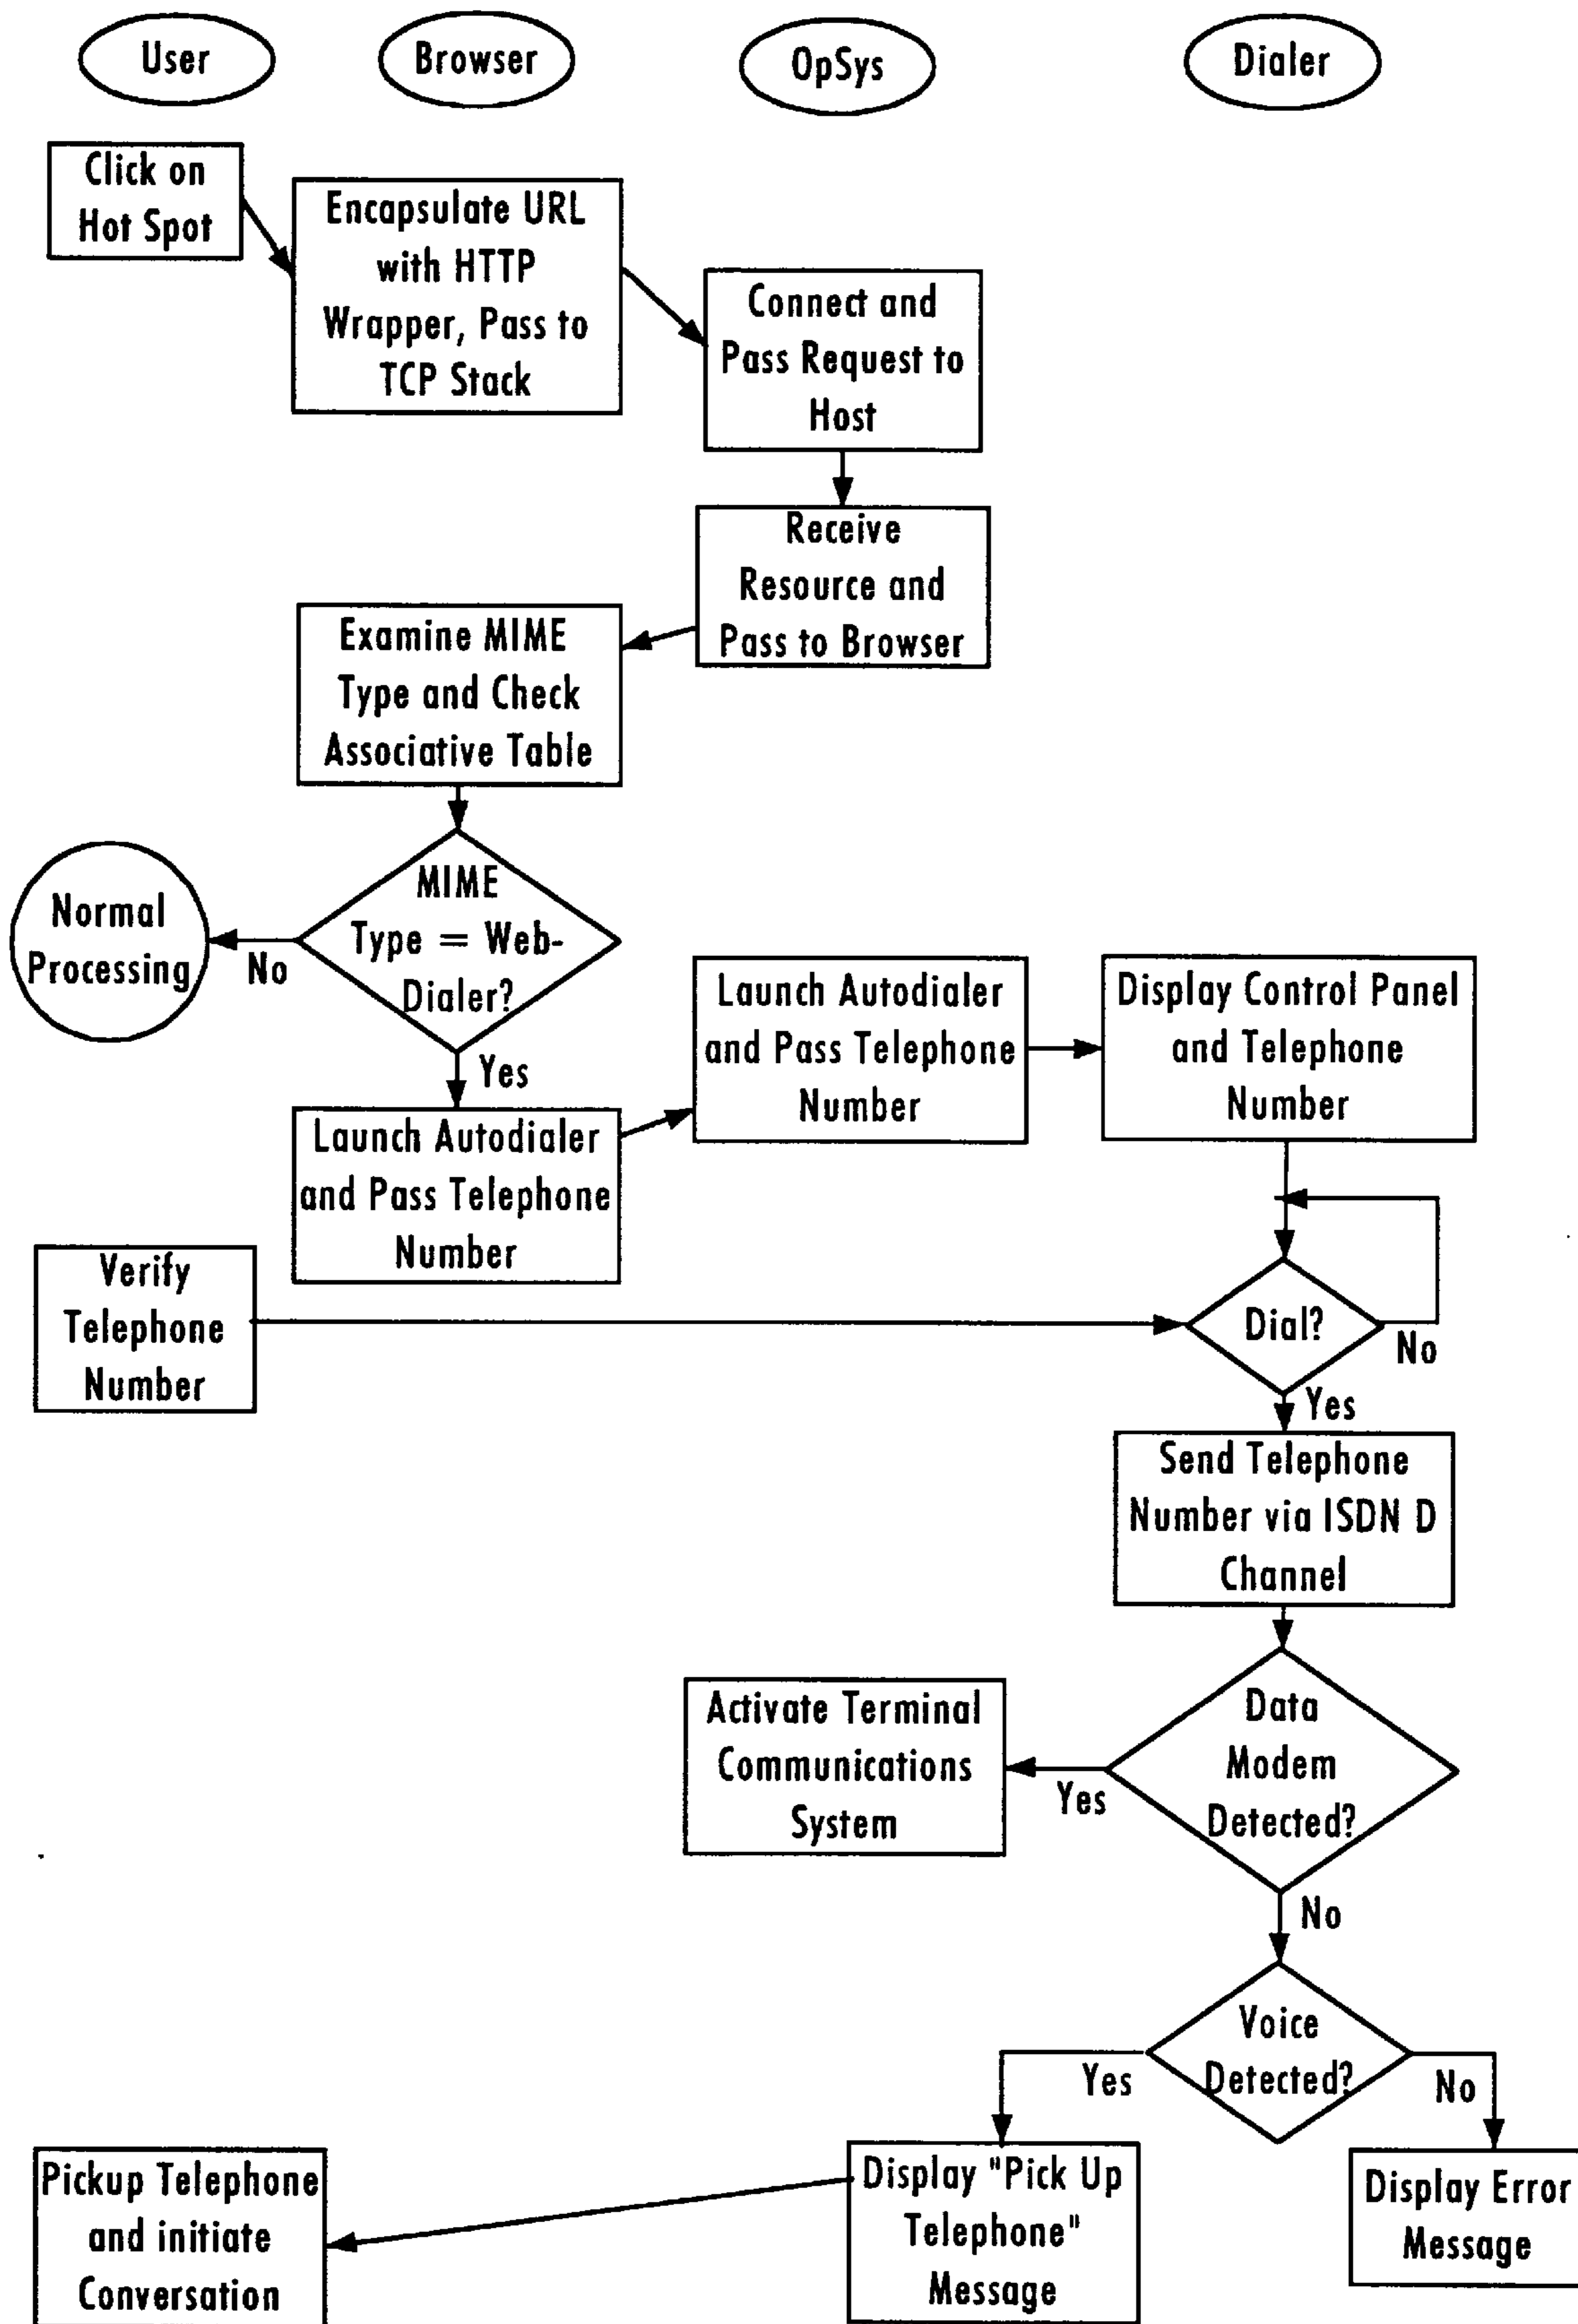 User
Browser
OpSys
Dialer
Click on
Hot Spot
Encapsulate URL
with HTTP
Wrapper, Pass to
TCP Stack
Connect and
Pass Request to
Host
Receive
Resource and
Pass to Browser
Examine MIME
Type and Check
Associative Table
MIME
Type = Web-
Dialer?
No
Normal
Processing
Yes
Launch Autodialer
and Pass Telephone
Number
Launch Autodialer
and Pass Telephone
Number
Display Control Panel
and Telephone
Number
Verify
Telephone
Number
Dial?
No
Yes
Send Telephone
Number via ISDN D
Channel
Data
Modem
Detected?
Yes
Activate Terminal
Communications
System
No
Voice
Detected?
Yes
No
Display "Pick Up
Telephone"
Message
Display Error
Message
Pickup Telephone
and initiate
Conversation